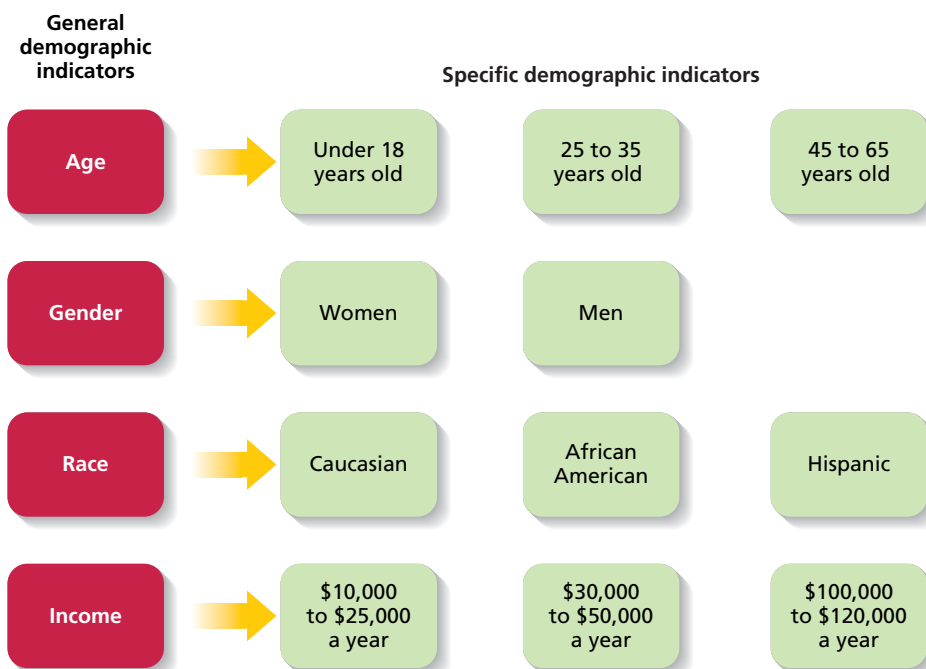 General
demographic
indicators
Specific demographic indicators
Age
Under 18
years old
25 to 35
years old
45 to 65
years old
Gender
Women
Men
Race
Caucasian
African
American
Hispanic
Income
$10,000
to $25,000
a year
$30,000
to $50,000
a year
$100,000
to $120,000
a year